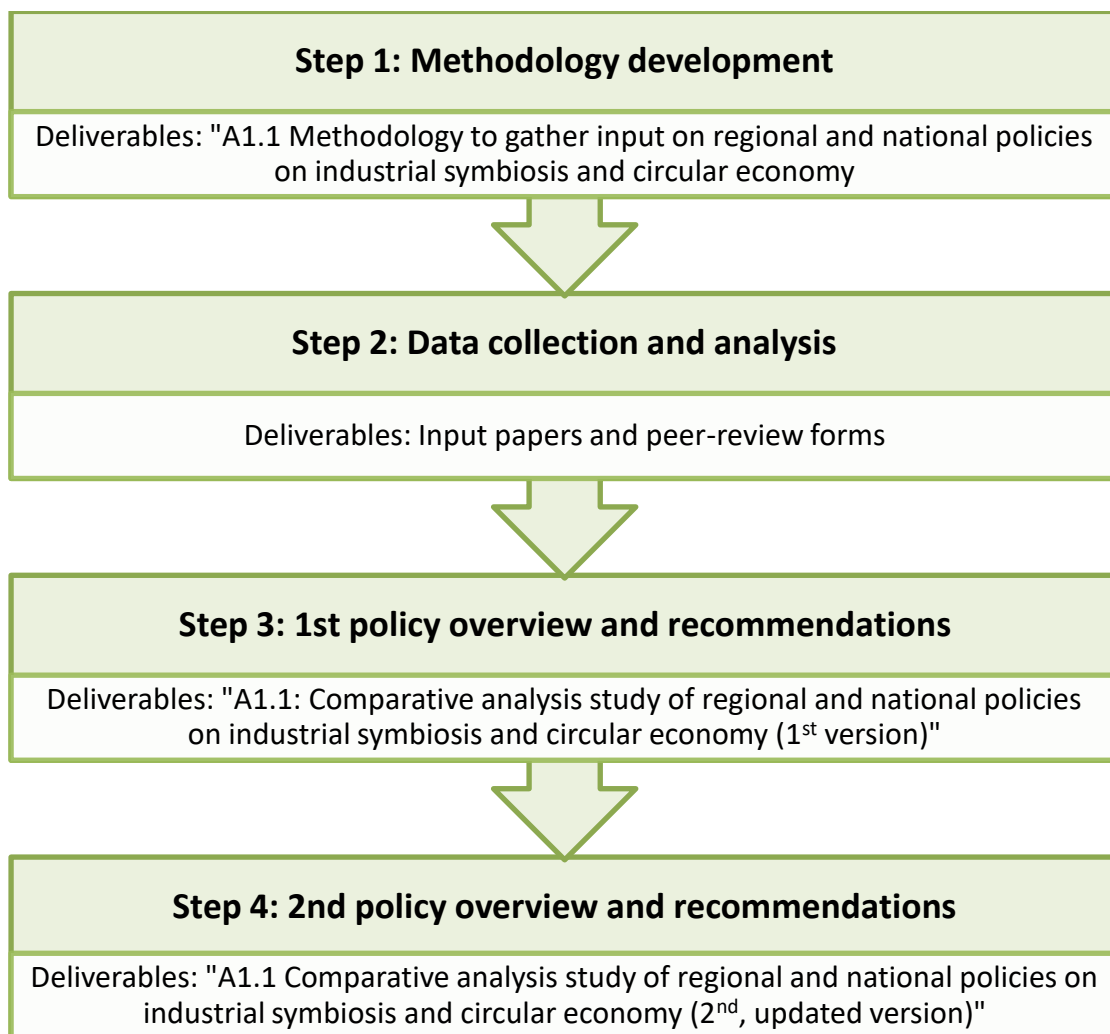 Step 1: Methodology development
Deliverables: "A1.1 Methodology to gather input on regional and national policies
on industrial symbiosis and circular economy
Step 2: Data collection and analysis
Deliverables: Input papers and peer-review forms
Step 3: 1st policy overview and recommendations
Deliverables: "A1.1: Comparative analysis study of regional and national policies
on industrial symbiosis and circular economy (1st version)"
Step 4: 2nd policy overview and recommendations
Deliverables: "A1.1 Comparative analysis study of regional and national policies on
industrial symbiosis and circular economy (2nd, updated version)"